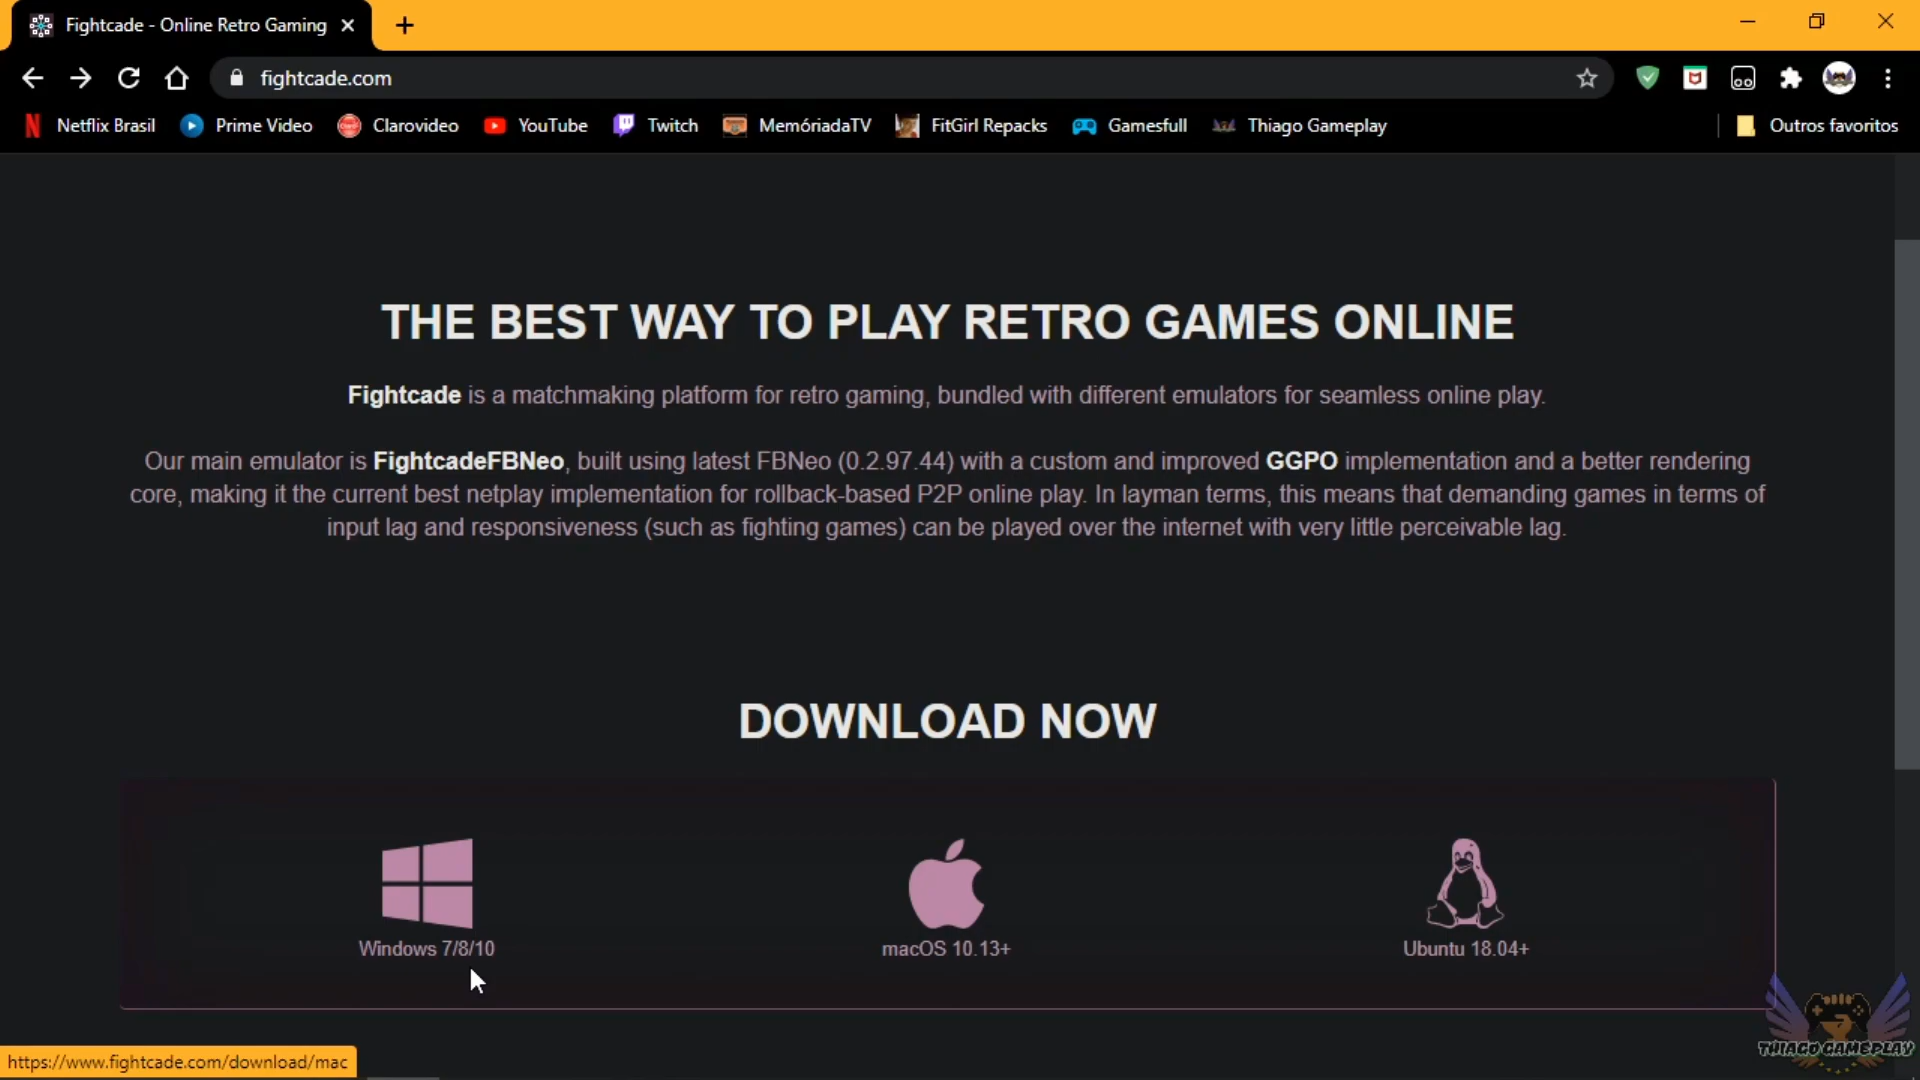 Fightcade - Online Retro Gaming
fightcade.com
Netflix Brasil Prime Video Clarovideo YouTube Twitch MemóriadaTV FitGirl Repacks Gamesfull Thiago Gameplay Outros favoritos
THE BEST WAY TO PLAY RETRO GAMES ONLINE
Fightcade is a matchmaking platform for retro gaming, bundled with different emulators for seamless online play.
Our main emulator is FightcadeFBNeo, built using latest FBNeo (0.2.97.44) with a custom and improved GGPO implementation and a better rendering
core, making it the current best netplay implementation for rollback-based P2P online play. In layman terms, this means that demanding games in terms of
input lag and responsiveness (such as fighting games) can be played over the internet with very little perceivable lag.
DOWNLOAD NOW
Windows 7/8/10 macOS 10.13+ Ubuntu 18.04+
https://www.fightcade.com/download/mac
THIAGO GAMEPLAY